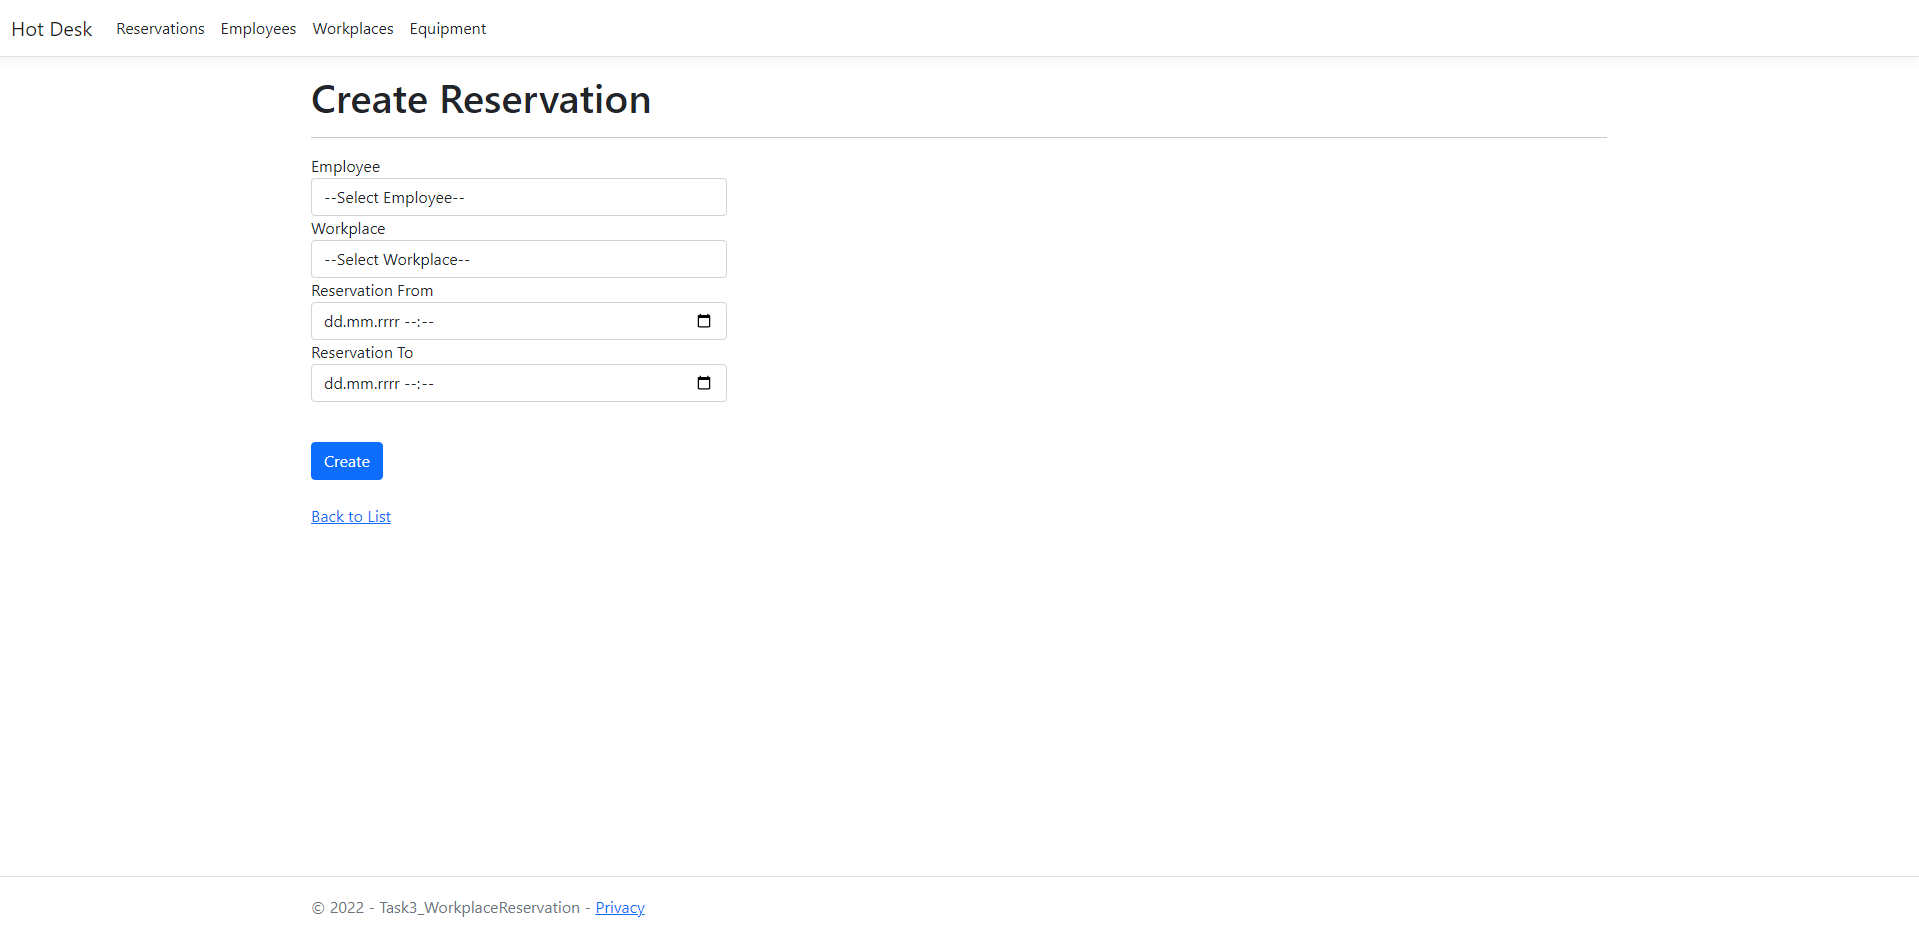 Hot Desk Reservations Employees Workplaces Equipment
Create Reservation
Employee
--Select Employee--
Workplace
--Select Workplace--
Reservation From
dd.mm.rrrr --:--
Reservation To
dd.mm.rrrr --:--
Create
Back to List
© 2022 - Task3_WorkplaceReservation - Privacy